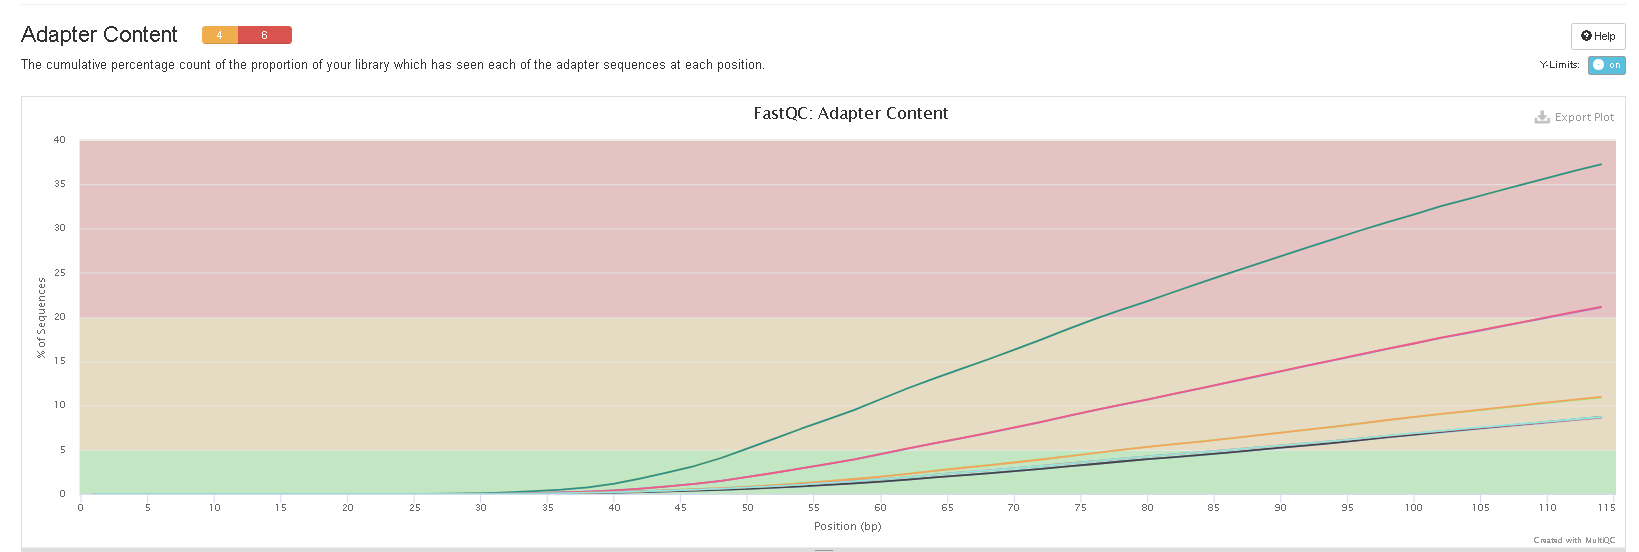 Adapter Content 4 6
Help
The cumulative percentage count of the proportion of your library which has seen each of the adapter sequences at each position.
Y-Limits: on
FastQC: Adapter Content
Export Plot
% of Sequences
40
35
30
25
20
15
10
5
0
0 5 10 15 20 25 30 35 40 45 50 55 60 65 70 75 80 85 90 95 100 105 110 115
Position (bp)
Created with MultiQC